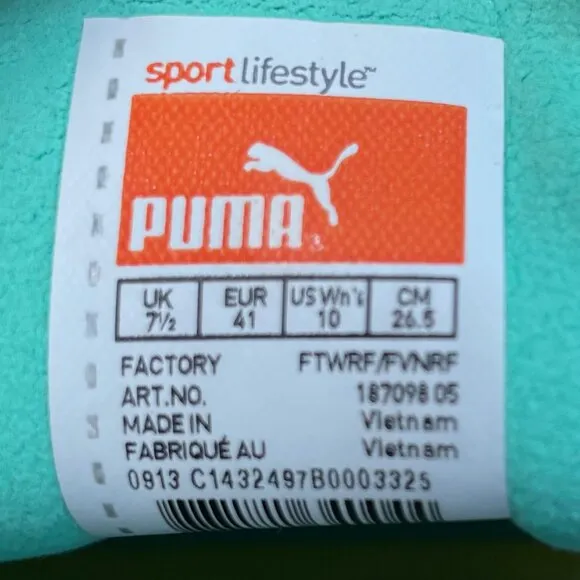 sport lifestyle™
PUMA
UK EUR US Wn's CM
7½ 41 10 26.5
FACTORY FTWRF/FVNRF
ART.NO. 187098 05
MADE IN Vietnam
FABRIQUÉ AU Vietnam
0913 C1432497B0003325